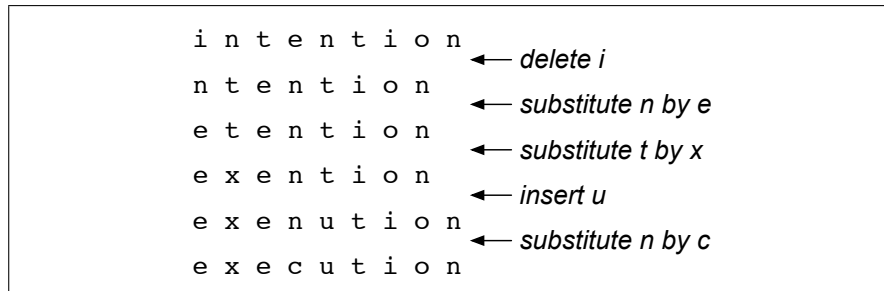 i n t e n t i o n
delete i
n t e n t i o n
substitute n by e
e t e n t i o n
substitute t by x
e x e n t i o n
insert u
e x e n u t i o n
substitute n by c
e x e c u t i o n